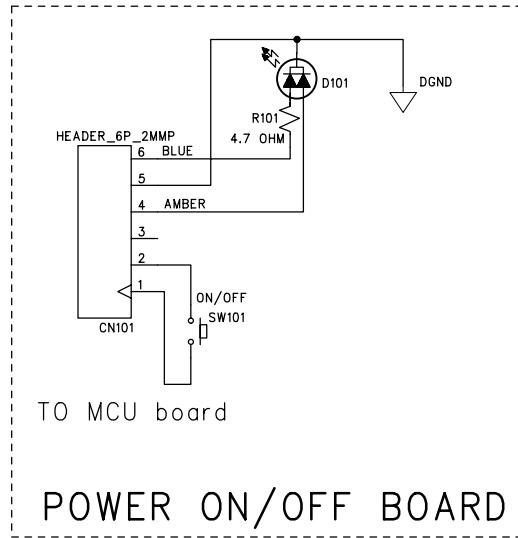 D101
DGND
R101
4.7 OHM
HEADER_6P_2MMP
6 BLUE
5
4 AMBER
3
2
1
ON/OFF
SW101
CN101
TO MCU board
POWER ON/OFF BOARD